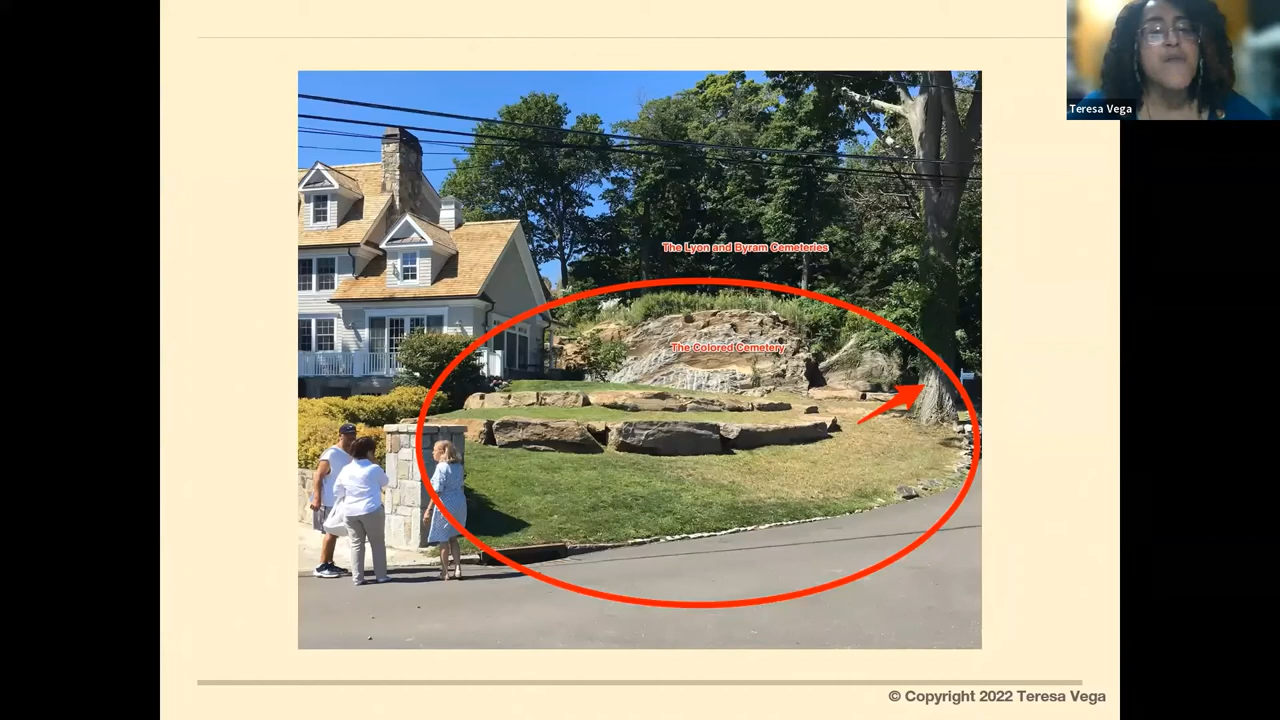 Teresa Vega
The Lyon and Byram Cemeteries
The Colored Cemetery
© Copyright 2022 Teresa Vega